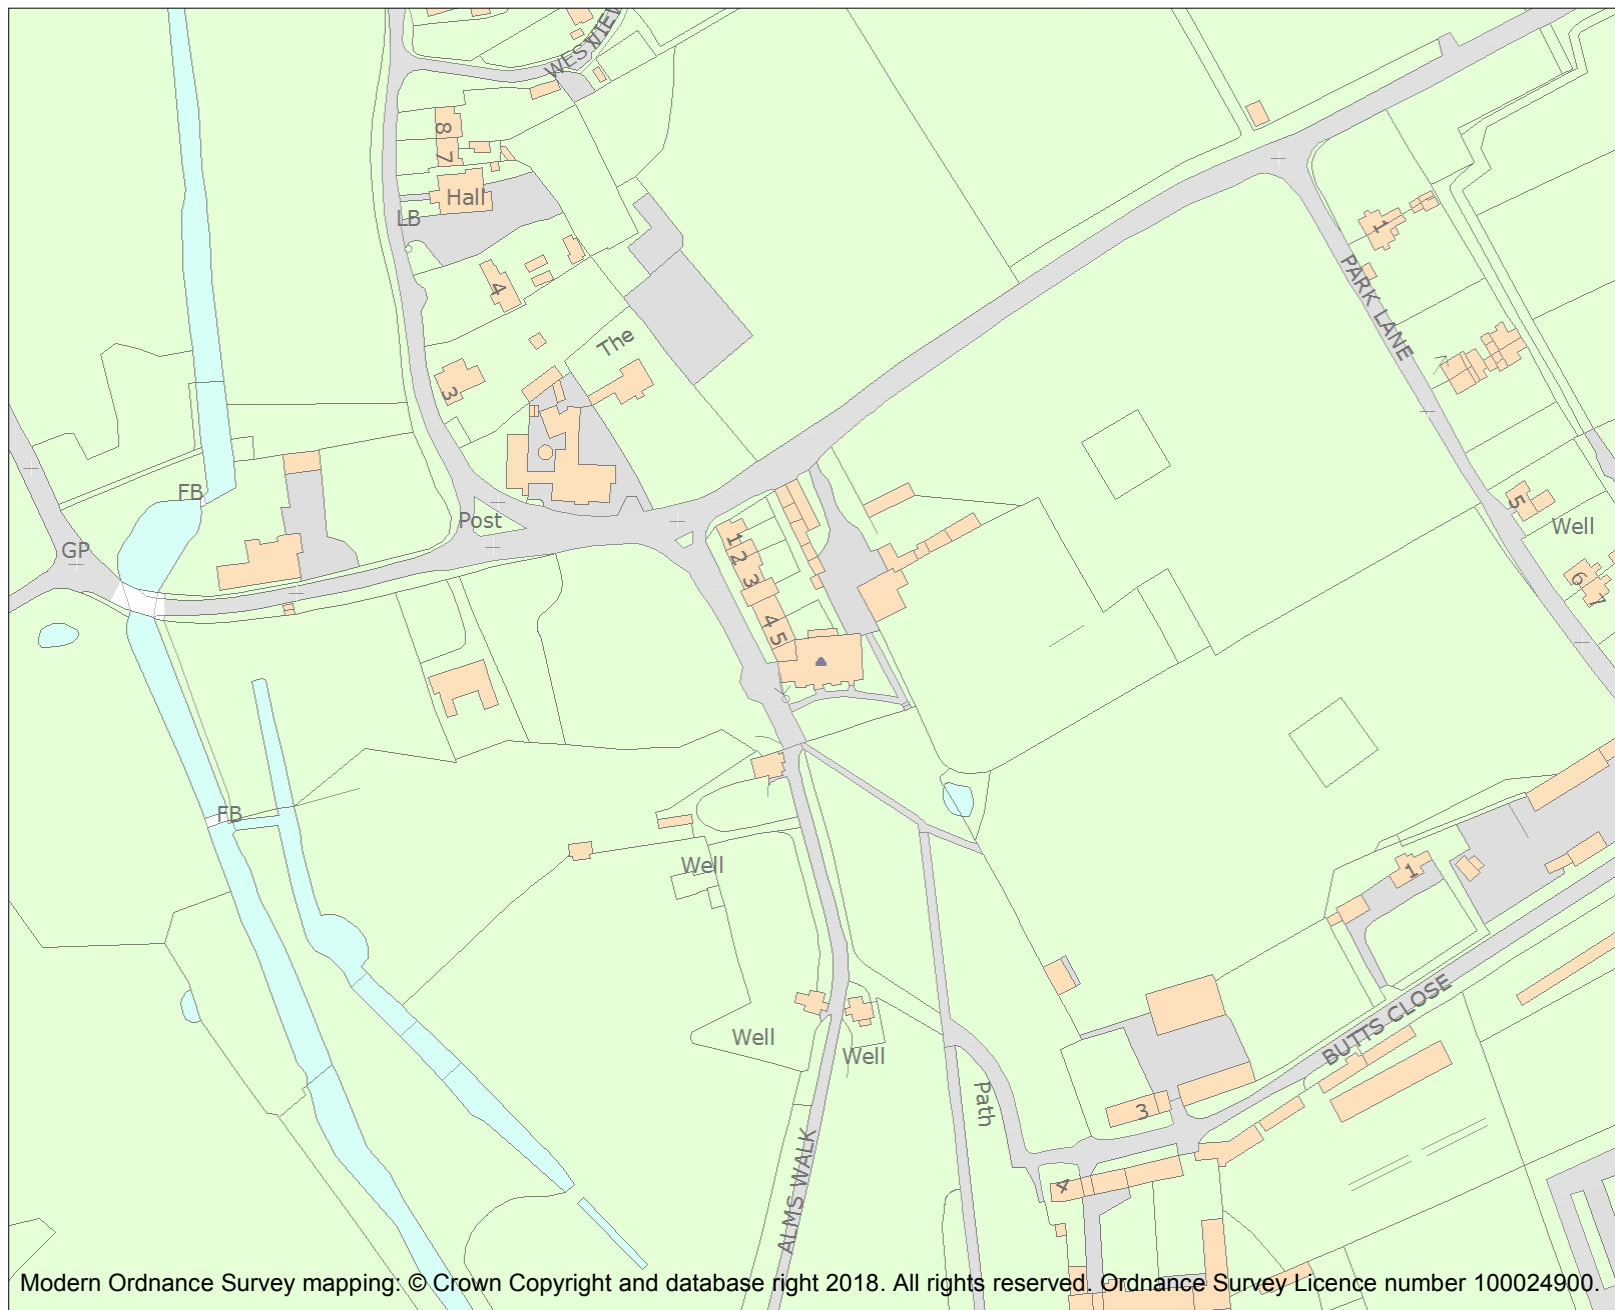 WESTVIEW
8
7
Hall
LB
4
The
3
1
PARK LANE
FB
Post
GP
1
2
3
4
5
5
Well
6
7
FB
Well
1
Well
Well
BUTTS CLOSE
Path
3
4
ALMS WALK
Modern Ordnance Survey mapping: © Crown Copyright and database right 2018. All rights reserved. Ordnance Survey Licence number 100024900.